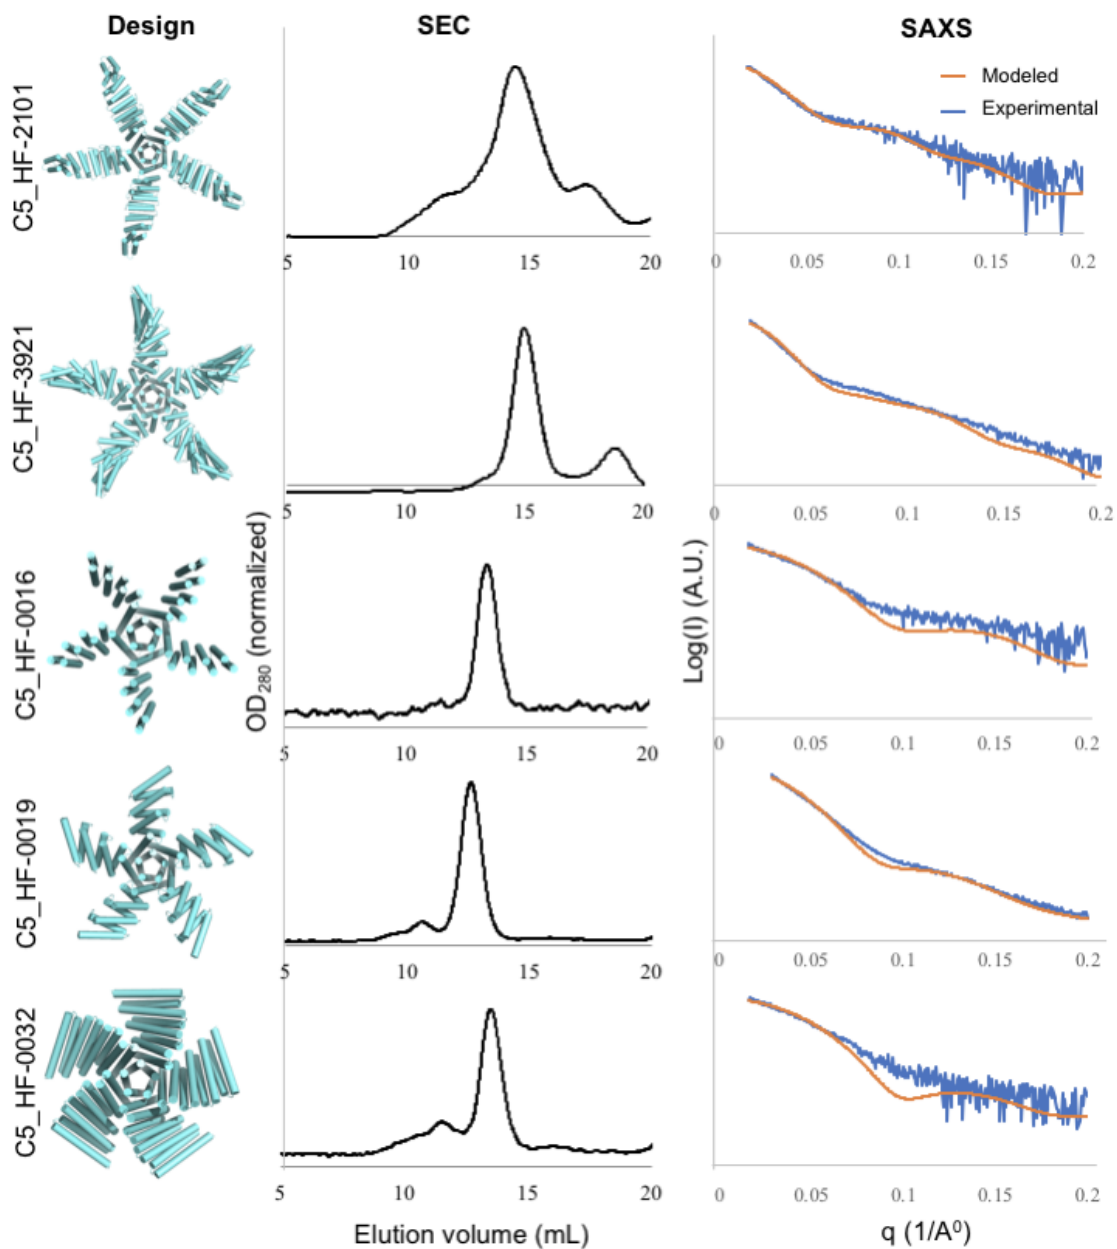 Design
SEC
SAXS
Modeled
Experimental
C5_HF-2101
5 10 15 20
0 0.05 0.1 0.15 0.2
C5_HF-3921
5 10 15 20
0 0.05 0.1 0.15 0.2
OD280 (normalized)
Log(I) (A.U.)
C5_HF-0016
5 10 15 20
0 0.05 0.1 0.15 0.2
C5_HF-0019
5 10 15 20
0 0.05 0.1 0.15 0.2
C5_HF-0032
5 10 15 20
0 0.05 0.1 0.15 0.2
Elution volume (mL)
q (1/A⁰)